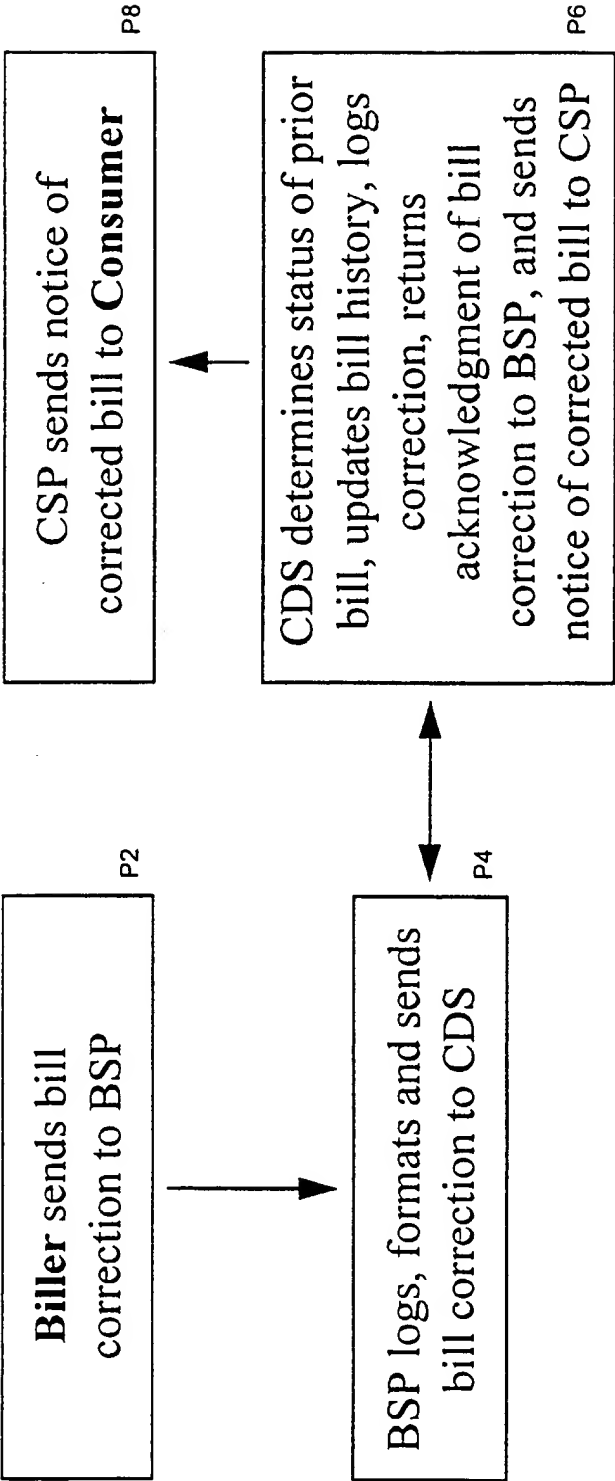 Biller sends bill
correction to BSP
P2
BSP logs, formats and sends
bill correction to CDS
P4
CDS determines status of prior
bill, updates bill history, logs
correction, returns
acknowledgment of bill
correction to BSP, and sends
notice of corrected bill to CSP
P6
CSP sends notice of
corrected bill to Consumer
P8